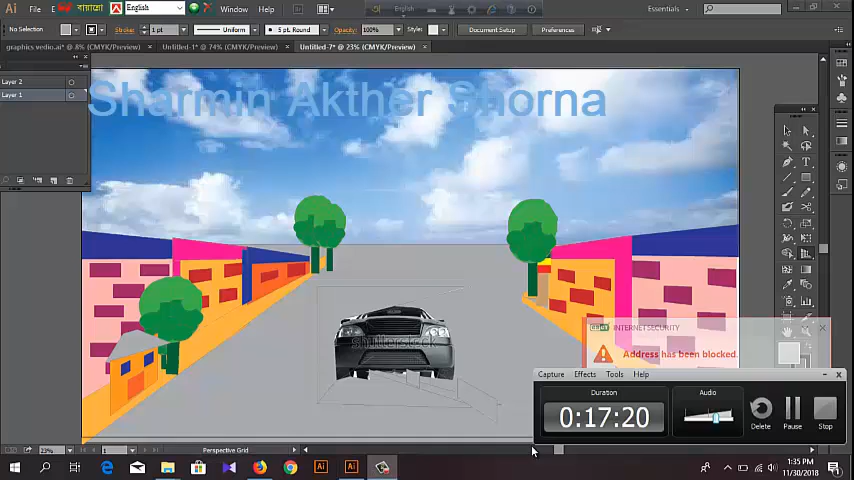 Ai File বায়ান্নো English Window English Essentials
No Selection Stroke: 1 pt Uniform 5 pt. Round Opacity: 100% Style: Document Setup Preferences
graphics vedio.ai* @ 8% (CMYK/Preview) Untitled-1* @ 74% (CMYK/Preview) Untitled-7* @ 23% (CMYK/Preview)
Layer 2
Layer 1
Sharmin Akther Shorna
shutterstock
INTERNET SECURITY
Address has been blocked.
Capture Effects Tools Help
Duration Audio
0:17:20
Delete Pause Stop
23% 1 Perspective Grid
1:35 PM
11/30/2018